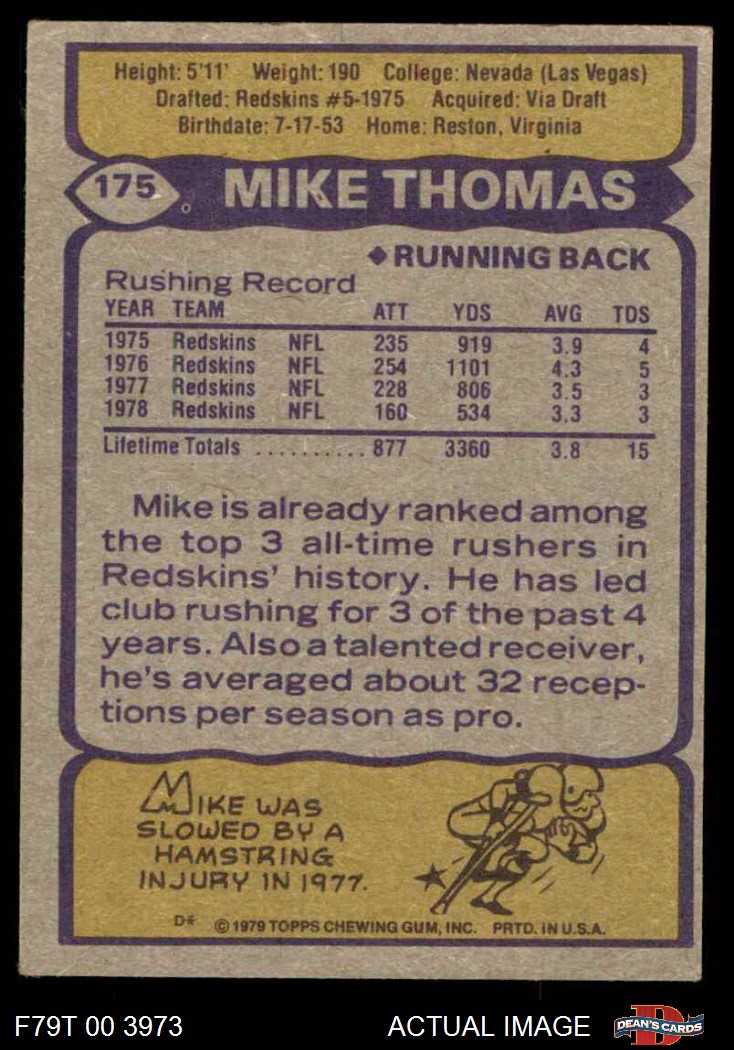 Height: 5'11' Weight: 190 College: Nevada (Las Vegas)
Drafted: Redskins #5-1975 Acquired: Via Draft
Birthdate: 7-17-53 Home: Reston, Virginia
175 MIKE THOMAS
◆ RUNNING BACK
Rushing Record
YEAR TEAM ATT YDS AVG TDS
1975 Redskins NFL 235 919 3.9 4
1976 Redskins NFL 254 1101 4.3 5
1977 Redskins NFL 228 806 3.5 3
1978 Redskins NFL 160 534 3.3 3
Lifetime Totals .......... 877 3360 3.8 15
Mike is already ranked among
the top 3 all-time rushers in
Redskins' history. He has led
club rushing for 3 of the past 4
years. Also a talented receiver,
he's averaged about 32 recep-
tions per season as pro.
MIKE WAS
SLOWED BY A
HAMSTRING
INJURY IN 1977.
D* © 1979 TOPPS CHEWING GUM, INC. PRTD. IN U.S.A.
F79T 00 3973 ACTUAL IMAGE D DEAN'S CARDS